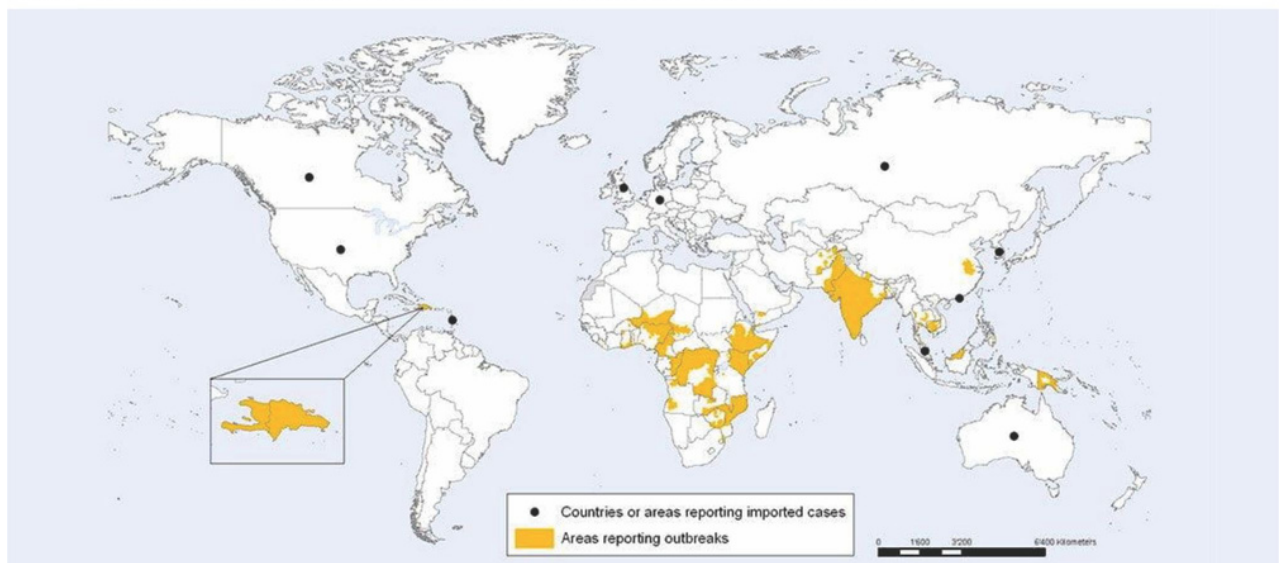 Countries or areas reporting imported cases
Areas reporting outbreaks
0 1'600 3'200 6'400 Kilometers